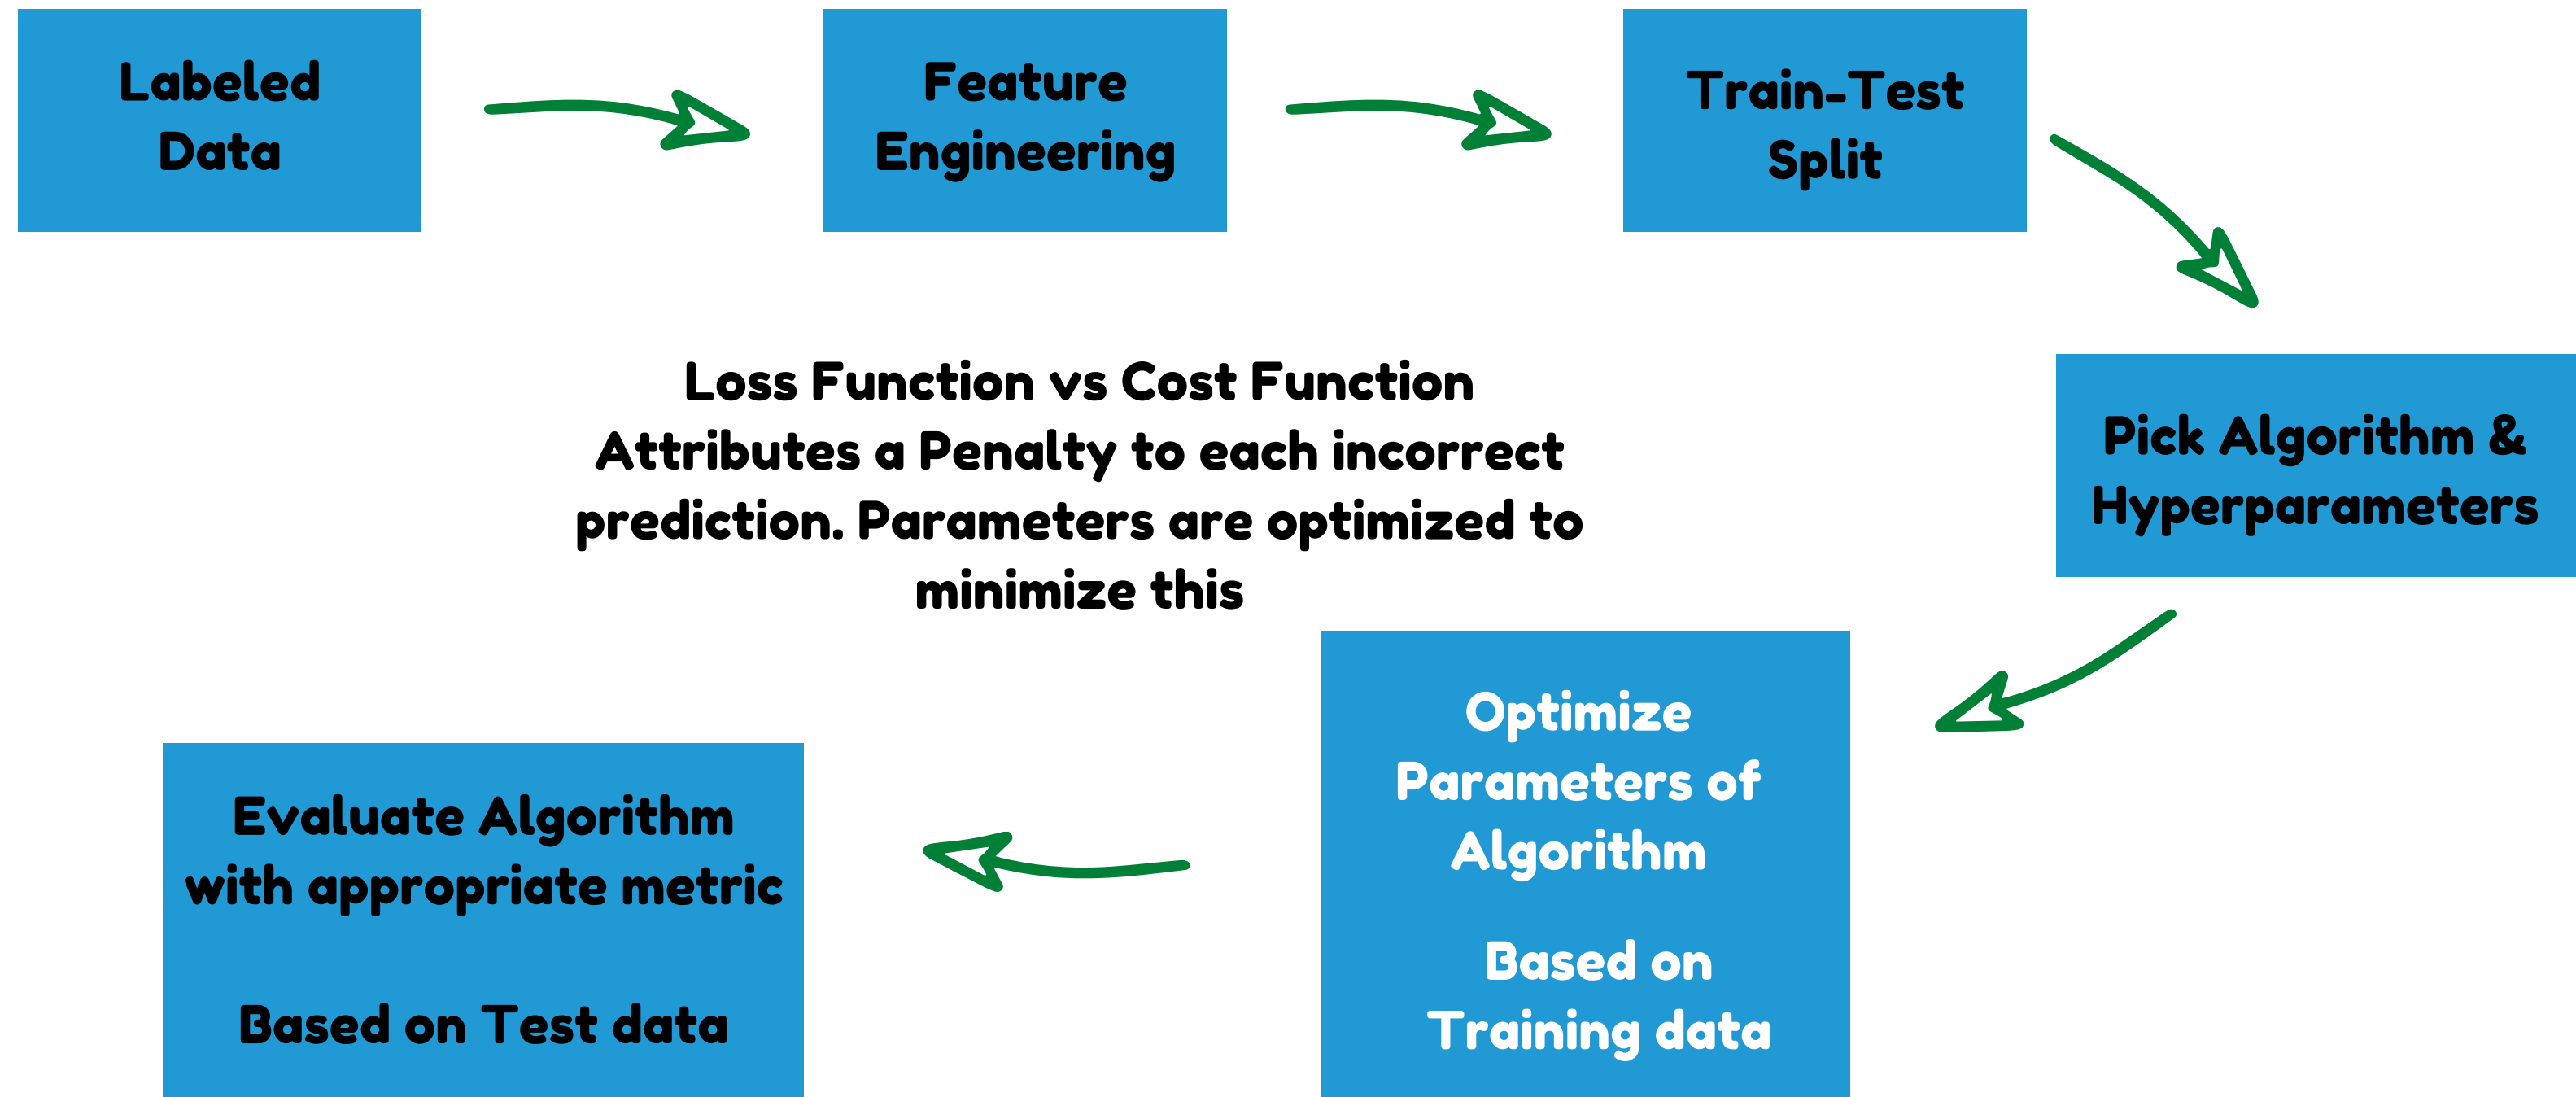 Labeled
Data
Feature
Engineering
Train-Test
Split
Pick Algorithm &
Hyperparameters
Loss Function vs Cost Function
Attributes a Penalty to each incorrect
prediction. Parameters are optimized to
minimize this
Optimize
Parameters of
Algorithm
Based on
Training data
Evaluate Algorithm
with appropriate metric
Based on Test data